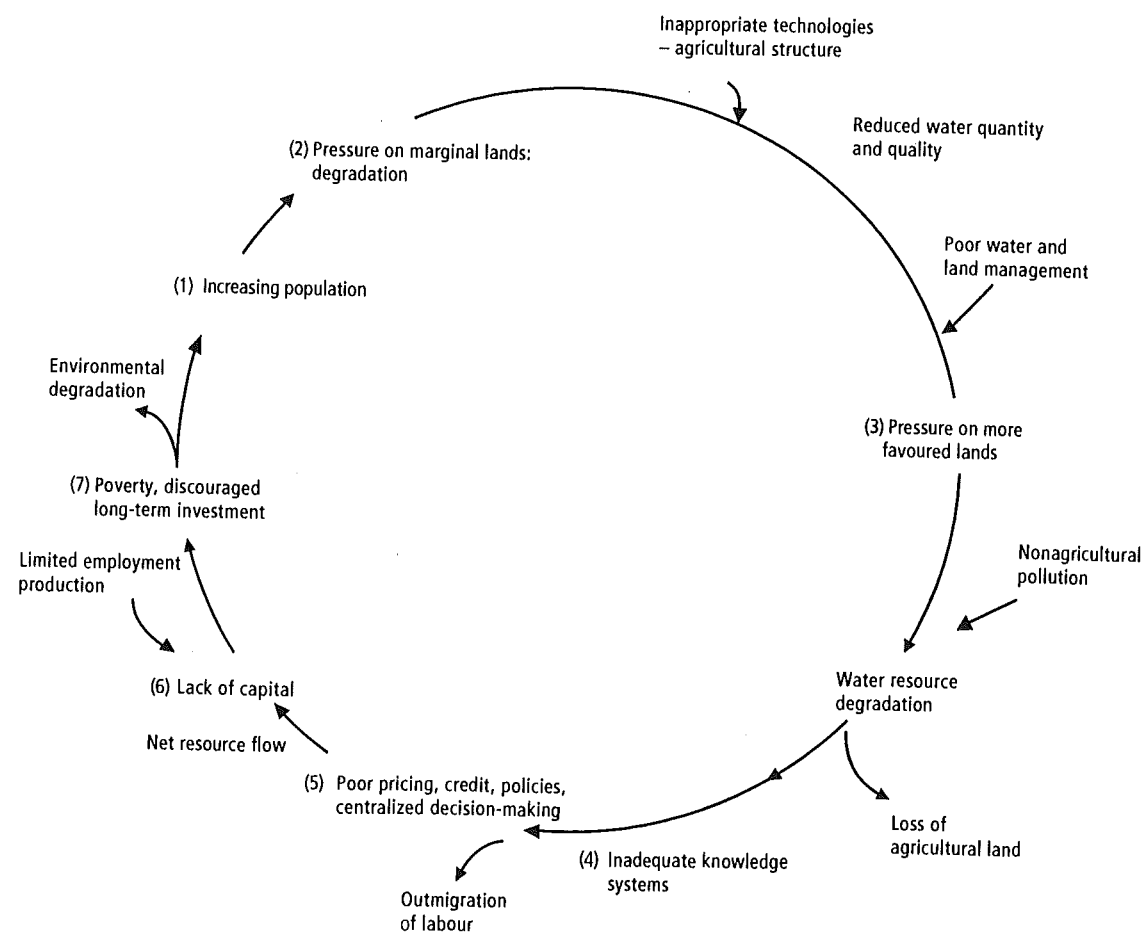 Inappropriate technologies
– agricultural structure
Reduced water quantity
and quality
(2) Pressure on marginal lands:
degradation
Poor water and
land management
(1) Increasing population
Environmental
degradation
(3) Pressure on more
favoured lands
(7) Poverty, discouraged
long-term investment
Limited employment
production
Nonagricultural
pollution
(6) Lack of capital
Water resource
degradation
Net resource flow
(5) Poor pricing, credit, policies,
centralized decision-making
Loss of
agricultural land
(4) Inadequate knowledge
systems
Outmigration
of labour